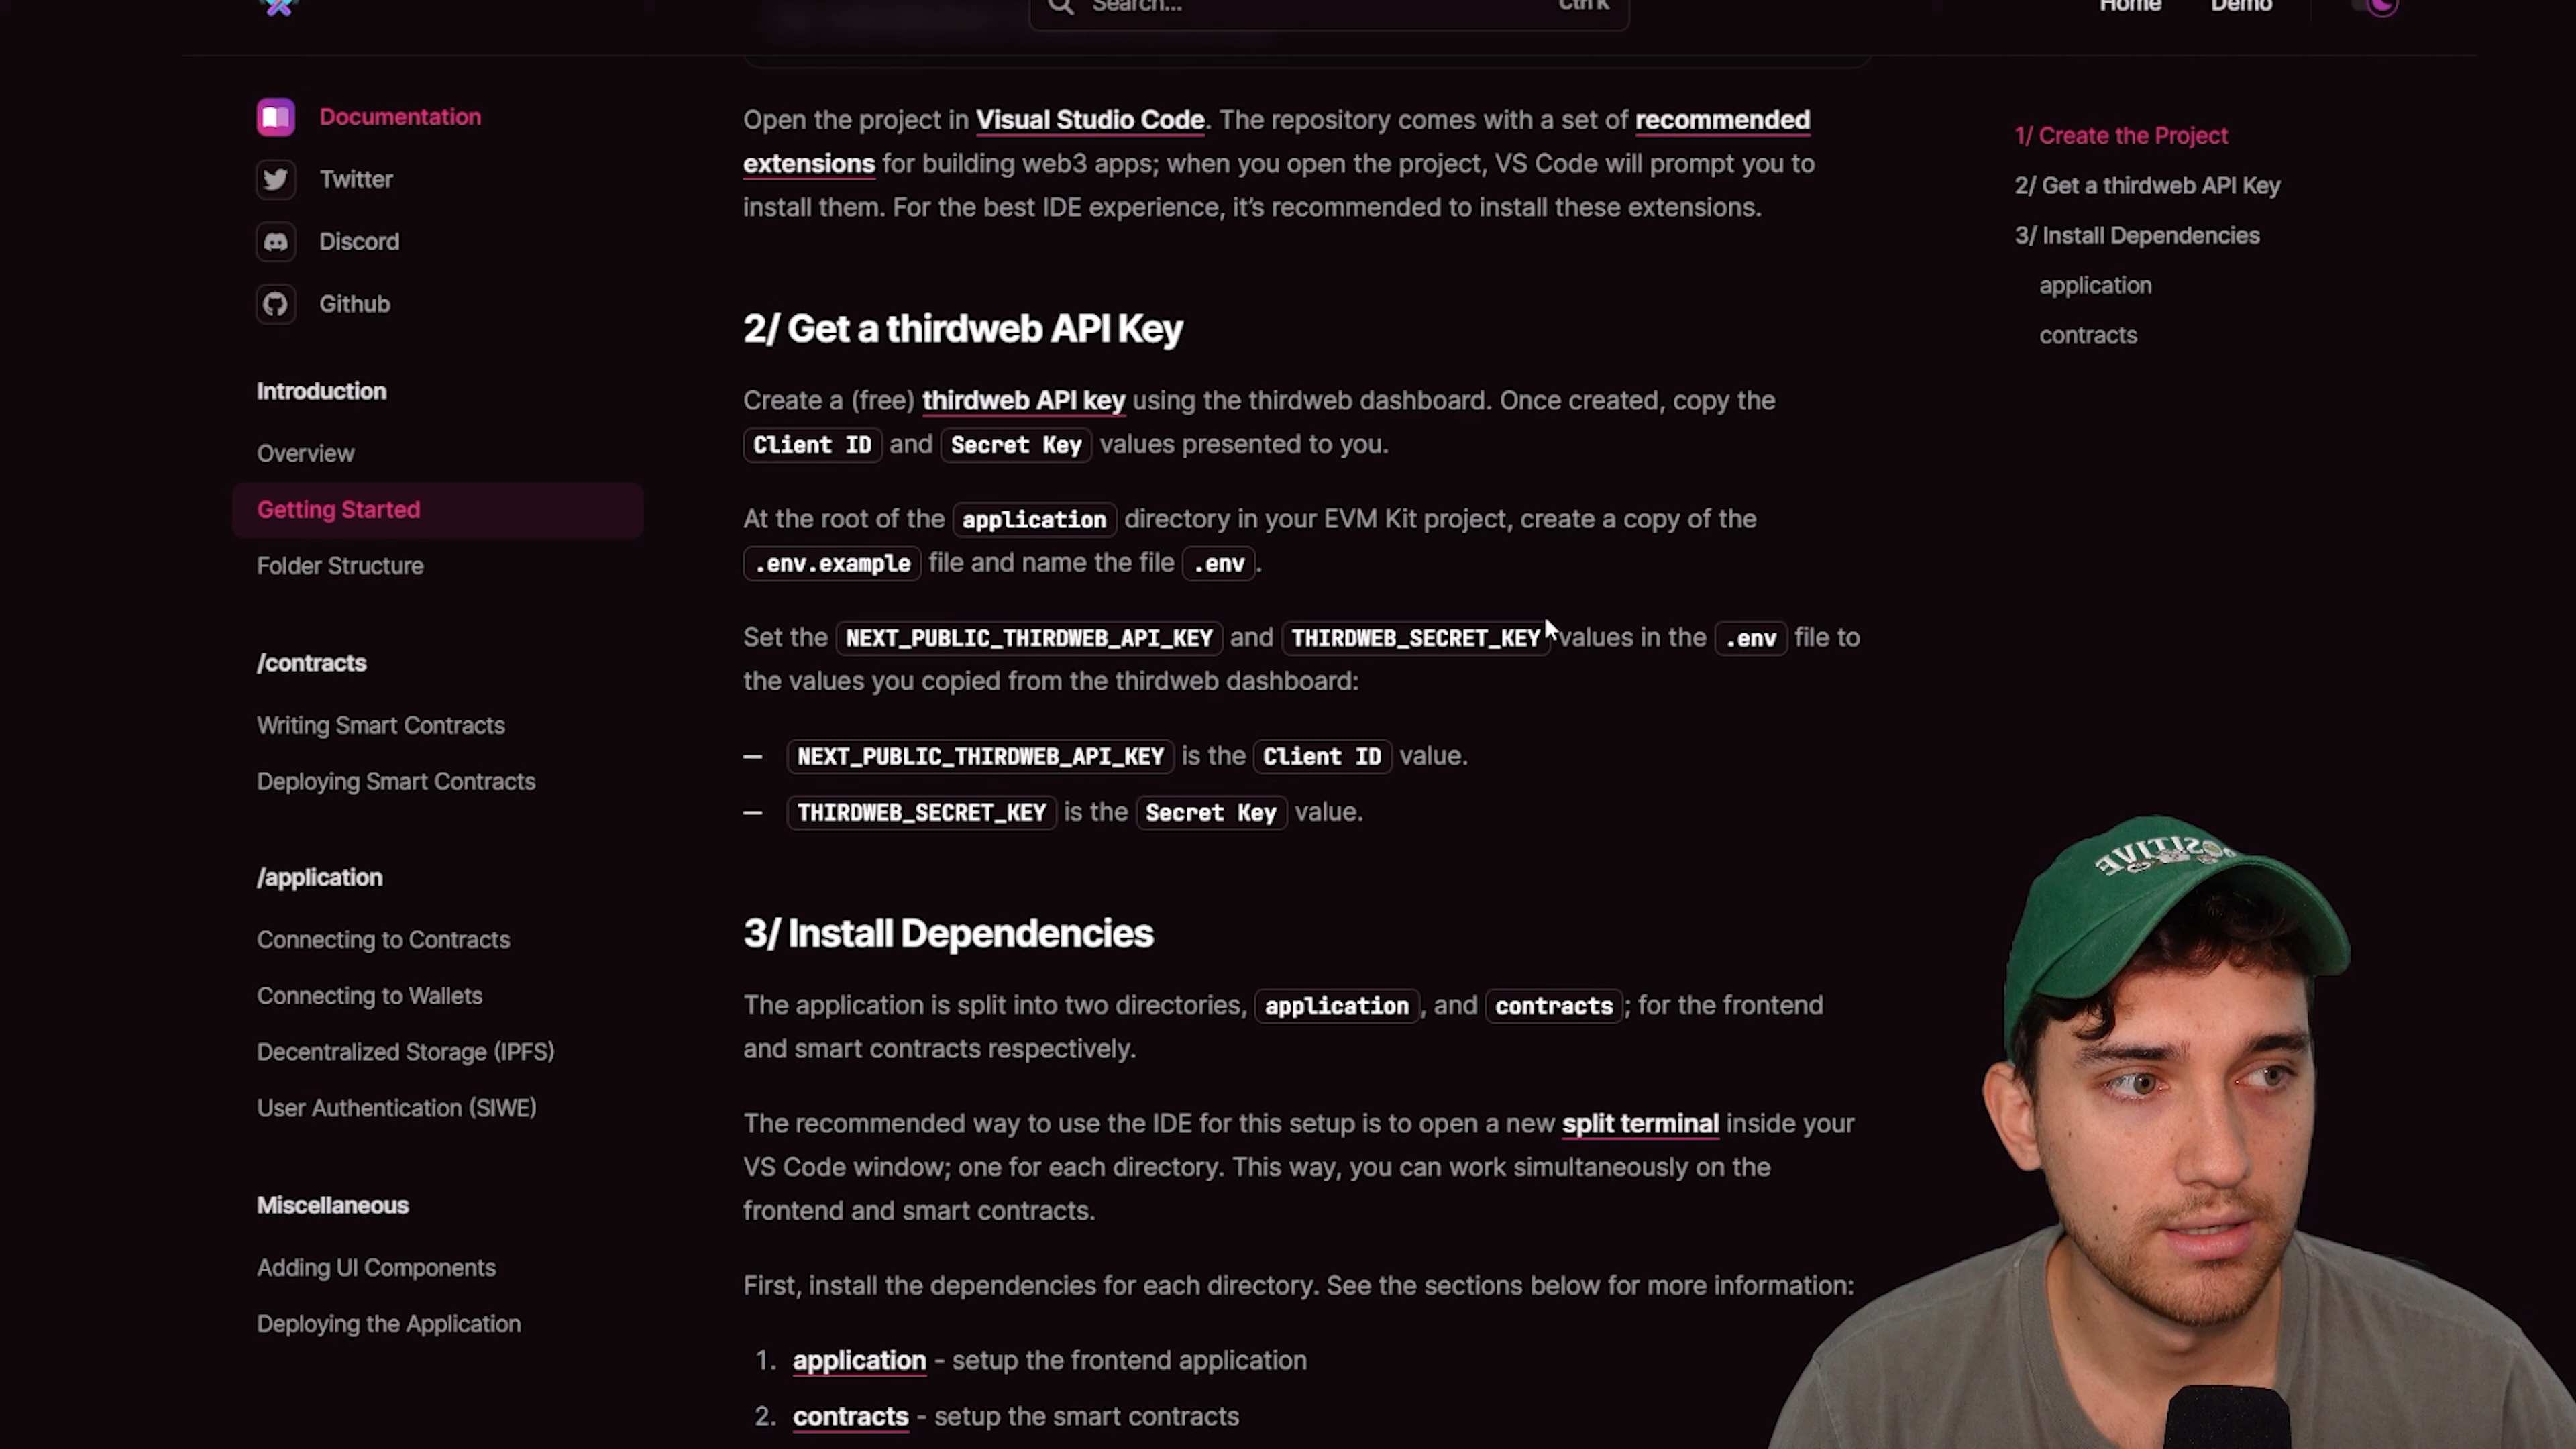 Search...
Ctrl K
Home
Demo
Documentation
Twitter
Discord
Github
Introduction
Overview
Getting Started
Folder Structure
/contracts
Writing Smart Contracts
Deploying Smart Contracts
/application
Connecting to Contracts
Connecting to Wallets
Decentralized Storage (IPFS)
User Authentication (SIWE)
Miscellaneous
Adding UI Components
Deploying the Application
Open the project in Visual Studio Code. The repository comes with a set of recommended
extensions for building web3 apps; when you open the project, VS Code will prompt you to
install them. For the best IDE experience, it's recommended to install these extensions.
2/ Get a thirdweb API Key
Create a (free) thirdweb API key using the thirdweb dashboard. Once created, copy the
Client ID and Secret Key values presented to you.
At the root of the application directory in your EVM Kit project, create a copy of the
.env.example file and name the file .env.
Set the NEXT_PUBLIC_THIRDWEB_API_KEY and THIRDWEB_SECRET_KEY values in the .env file to
the values you copied from the thirdweb dashboard:
— NEXT_PUBLIC_THIRDWEB_API_KEY is the Client ID value.
— THIRDWEB_SECRET_KEY is the Secret Key value.
3/ Install Dependencies
The application is split into two directories, application, and contracts; for the frontend
and smart contracts respectively.
The recommended way to use the IDE for this setup is to open a new split terminal inside your
VS Code window; one for each directory. This way, you can work simultaneously on the
frontend and smart contracts.
First, install the dependencies for each directory. See the sections below for more information:
1. application - setup the frontend application
2. contracts - setup the smart contracts
1/ Create the Project
2/ Get a thirdweb API Key
3/ Install Dependencies
application
contracts
POSITIVE